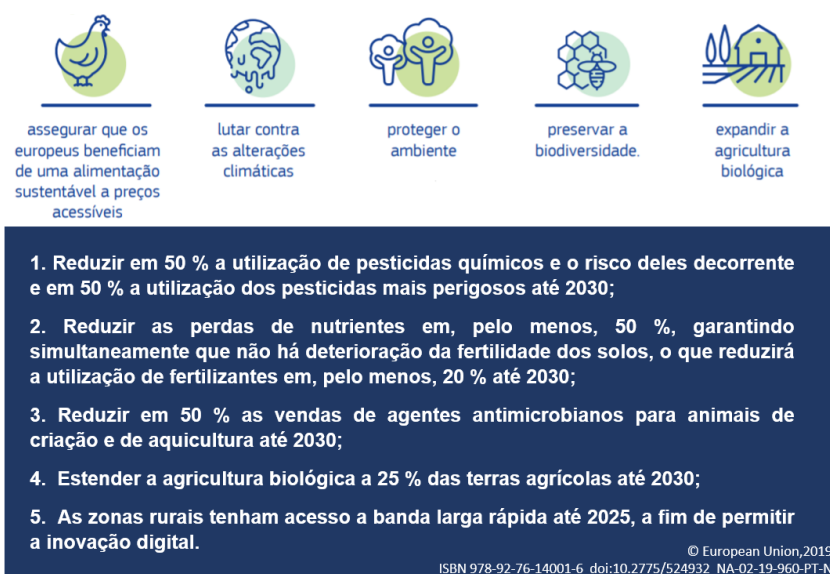 assegurar que os
europeus beneficiam
de uma alimentação
sustentável a preços
acessíveis
lutar contra
as alterações
climáticas
proteger o
ambiente
preservar a
biodiversidade.
expandir a
agricultura
biológica
1. Reduzir em 50 % a utilização de pesticidas químicos e o risco deles decorrente
e em 50 % a utilização dos pesticidas mais perigosos até 2030;
2. Reduzir as perdas de nutrientes em, pelo menos, 50 %, garantindo
simultaneamente que não há deterioração da fertilidade dos solos, o que reduzirá
a utilização de fertilizantes em, pelo menos, 20 % até 2030;
3. Reduzir em 50 % as vendas de agentes antimicrobianos para animais de
criação e de aquicultura até 2030;
4. Estender a agricultura biológica a 25 % das terras agrícolas até 2030;
5. As zonas rurais tenham acesso a banda larga rápida até 2025, a fim de permitir
a inovação digital.
© European Union,2019
ISBN 978-92-76-14001-6 doi:10.2775/524932 NA-02-19-960-PT-N